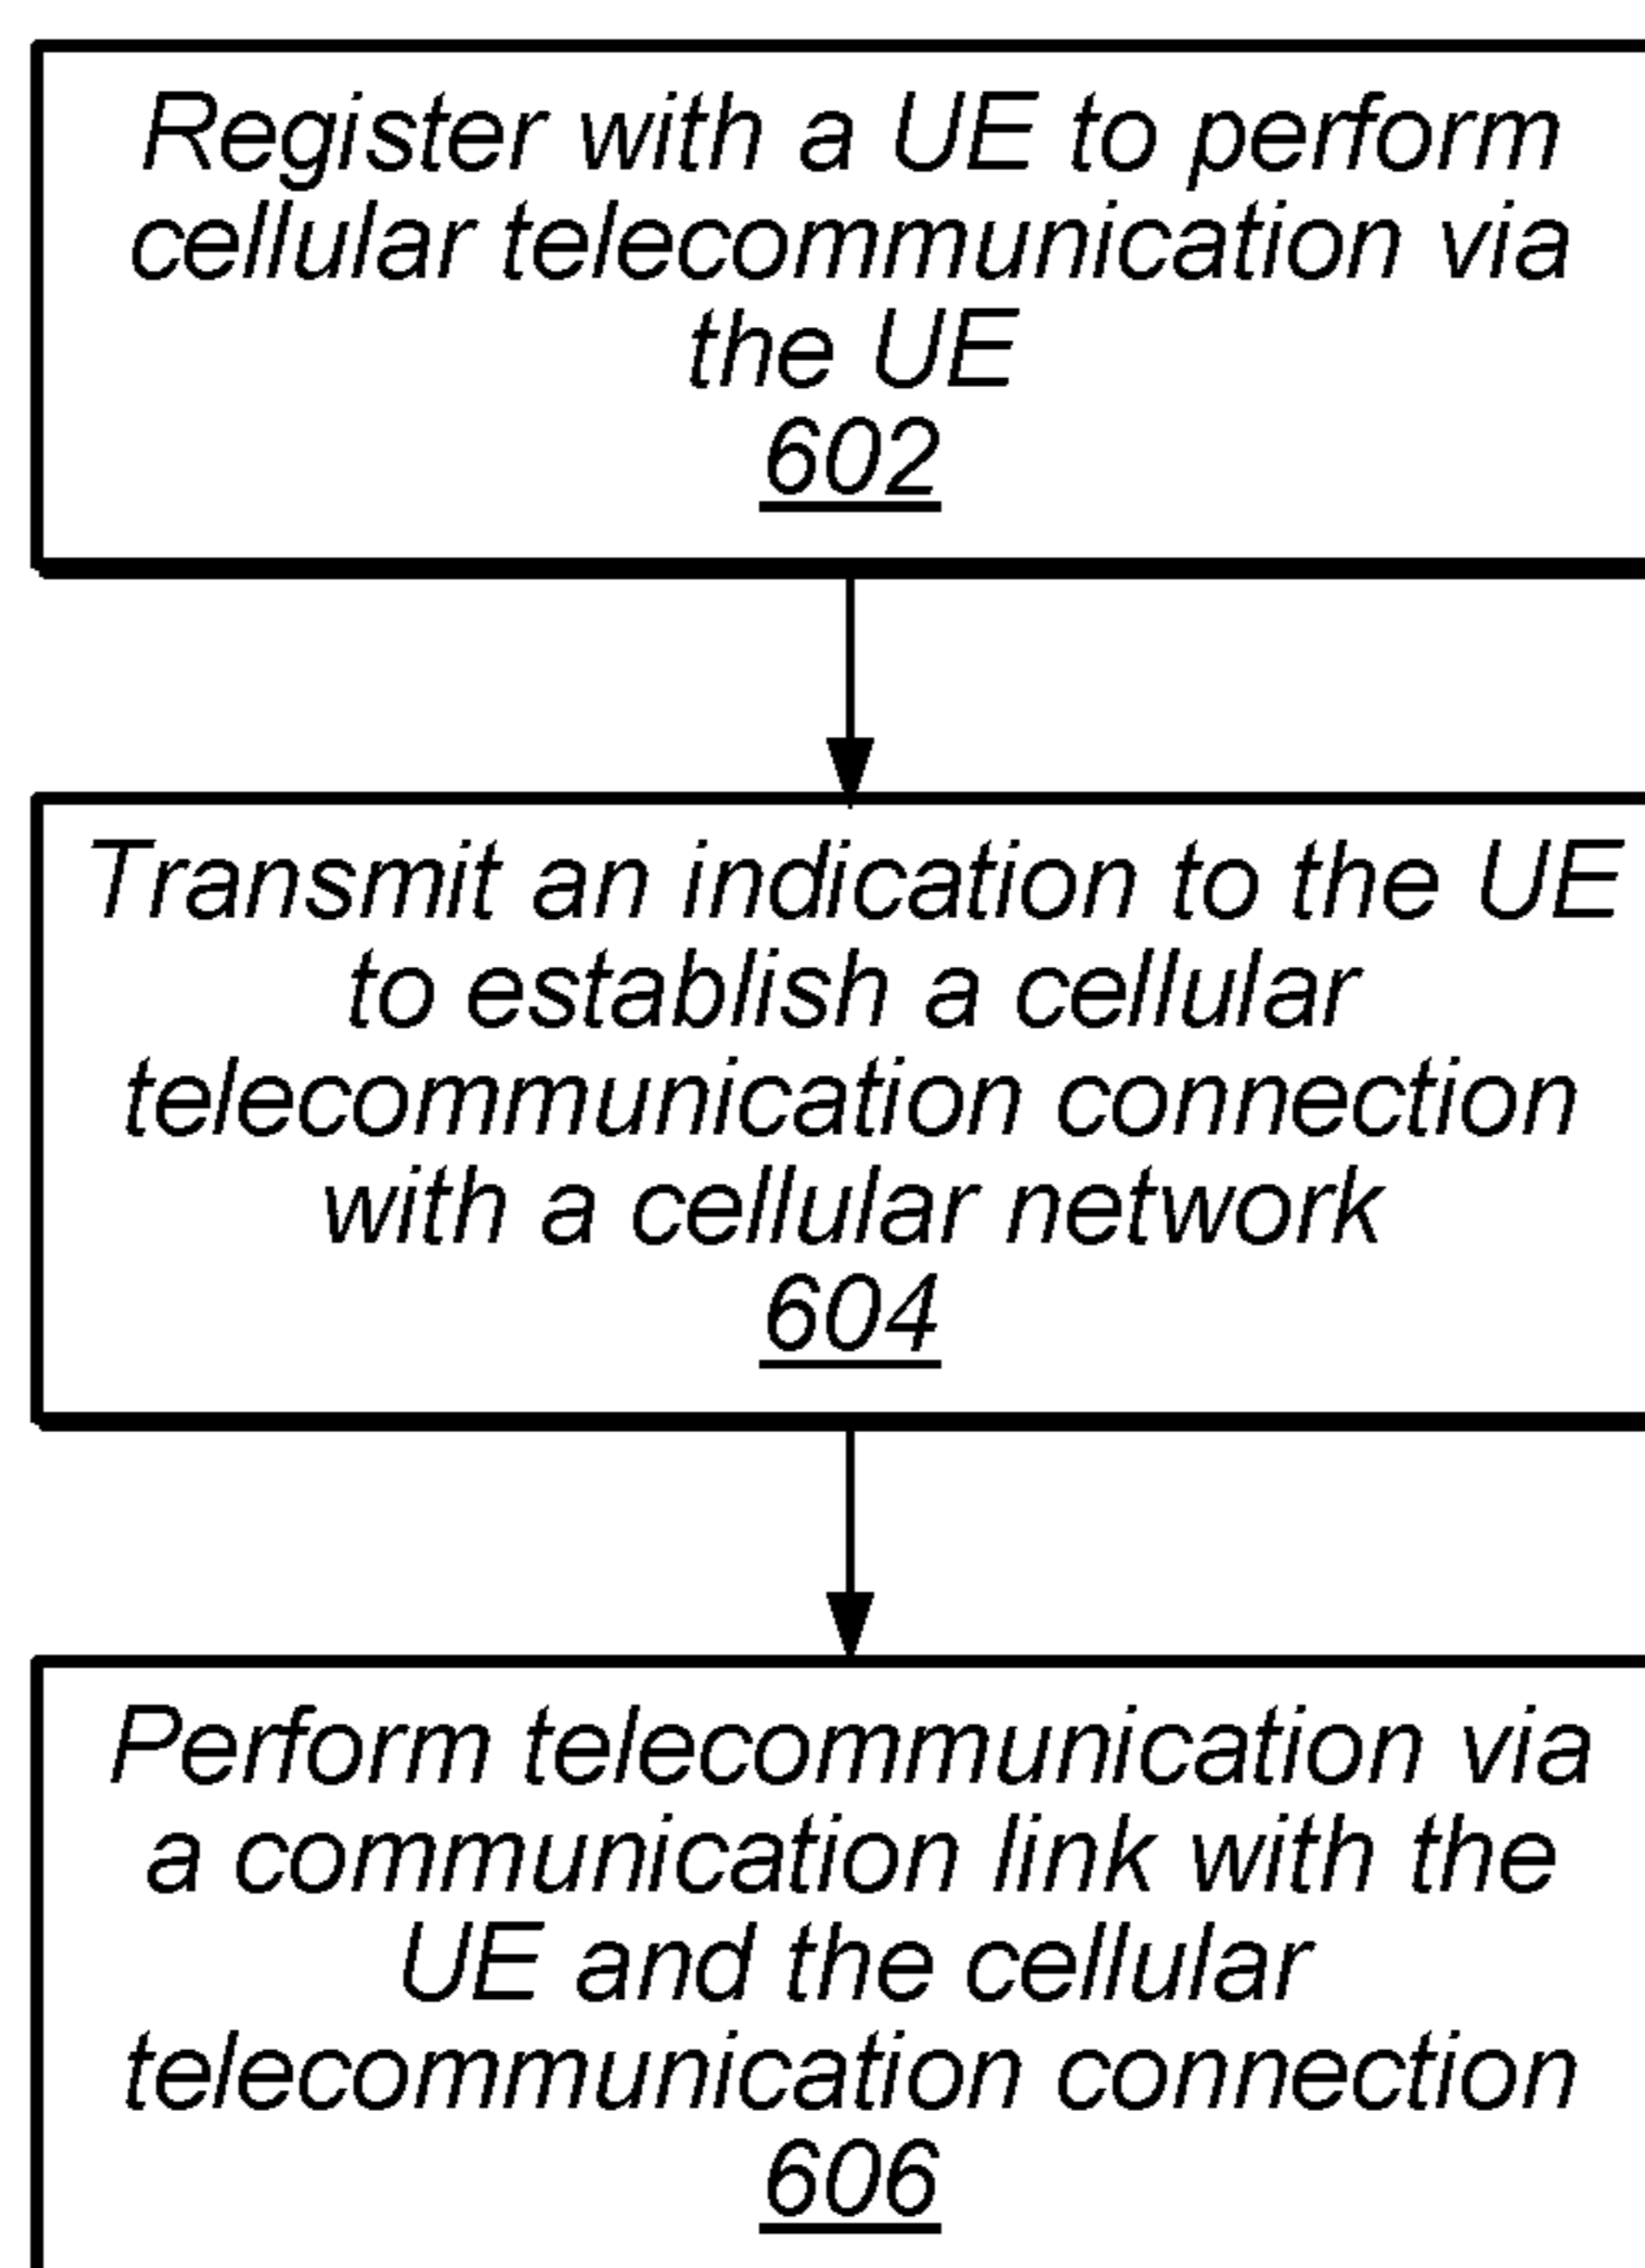 Register with a UE to perform
cellular telecommunication via
the UE
602
Transmit an indication to the UE
to establish a cellular
telecommunication connection
with a cellular network
604
Perform telecommunication via
a communication link with the
UE and the cellular
telecommunication connection
606